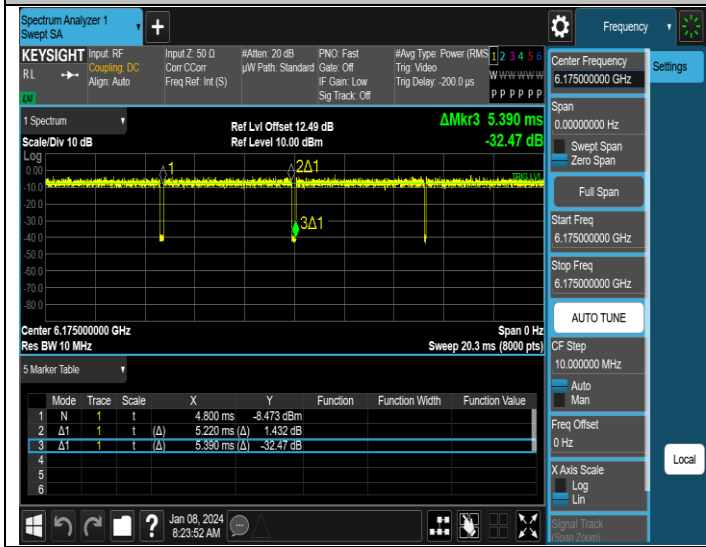 Spectrum Analyzer 1
Swept SA
+
Frequency
KEYSIGHT
RL
LXI
Input: RF
Coupling: DC
Align: Auto
Input Z: 50 Ω
Corr CCorr
Freq Ref: Int (S)
#Atten: 20 dB
µW Path: Standard
PNO: Fast
Gate: Off
IF Gain: Low
Sig Track: Off
#Avg Type: Power (RMS
Trig: Video
Trig Delay: -200.0 µs
1 2 3 4 5 6
W W W W W W
P P P P P P
1 Spectrum
Scale/Div 10 dB
Ref Lvl Offset 12.49 dB
Ref Level 10.00 dBm
ΔMkr3 5.390 ms
-32.47 dB
Log
0.00
-10.0
-20.0
-30.0
-40.0
-50.0
-60.0
-70.0
-80.0
1
2Δ1
3Δ1
TRIG LVL
Center 6.175000000 GHz
Res BW 10 MHz
Span 0 Hz
Sweep 20.3 ms (8000 pts)
5 Marker Table
Mode Trace Scale X Y Function Function Width Function Value
1 N 1 t 4.800 ms -8.473 dBm
2 Δ1 1 t (Δ) 5.220 ms (Δ) 1.432 dB
3 Δ1 1 t (Δ) 5.390 ms (Δ) -32.47 dB
4
5
6
Jan 08, 2024
8:23:52 AM
Center Frequency
6.175000000 GHz
Span
0.00000000 Hz
Swept Span
Zero Span
Full Span
Start Freq
6.175000000 GHz
Stop Freq
6.175000000 GHz
AUTO TUNE
CF Step
10.000000 MHz
Auto
Man
Freq Offset
0 Hz
X Axis Scale
Log
Lin
Signal Track
(Span Zoom)
Settings
Local